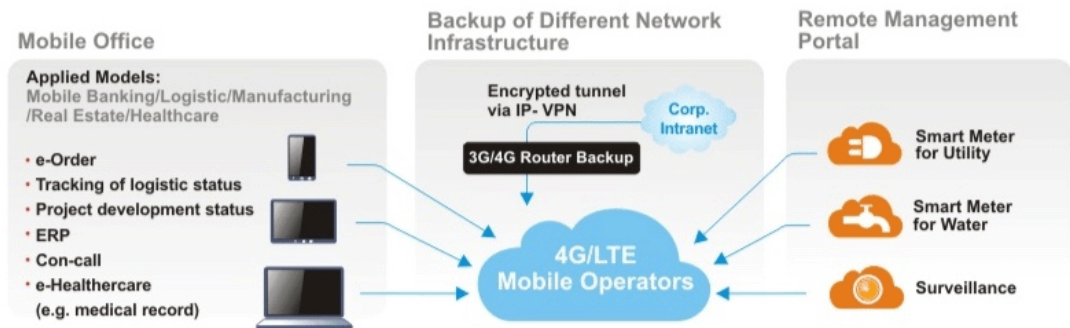 Mobile Office
Applied Models:
Mobile Banking/Logistic/Manufacturing
/Real Estate/Healthcare
• e-Order
• Tracking of logistic status
• Project development status
• ERP
• Con-call
• e-Healthercare
(e.g. medical record)
Backup of Different Network
Infrastructure
Encrypted tunnel
via IP- VPN
Corp.
Intranet
3G/4G Router Backup
4G/LTE
Mobile Operators
Remote Management
Portal
Smart Meter
for Utility
Smart Meter
for Water
Surveillance